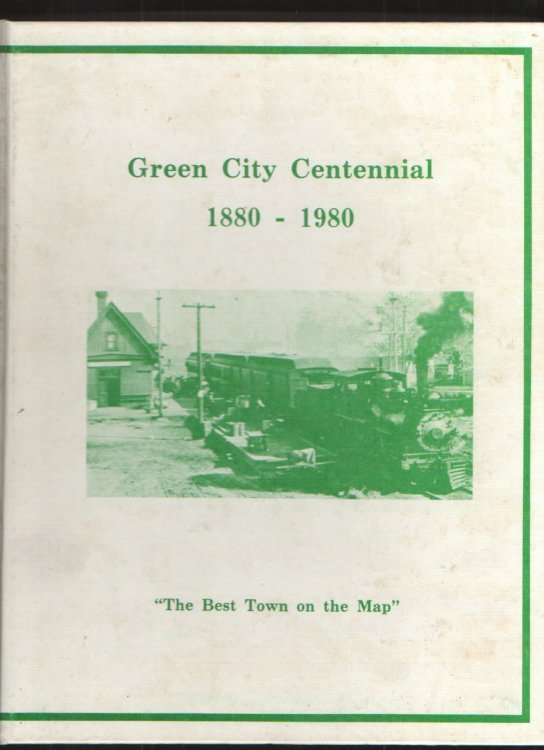 Green City Centennial
1880 - 1980
“The Best Town on the Map”